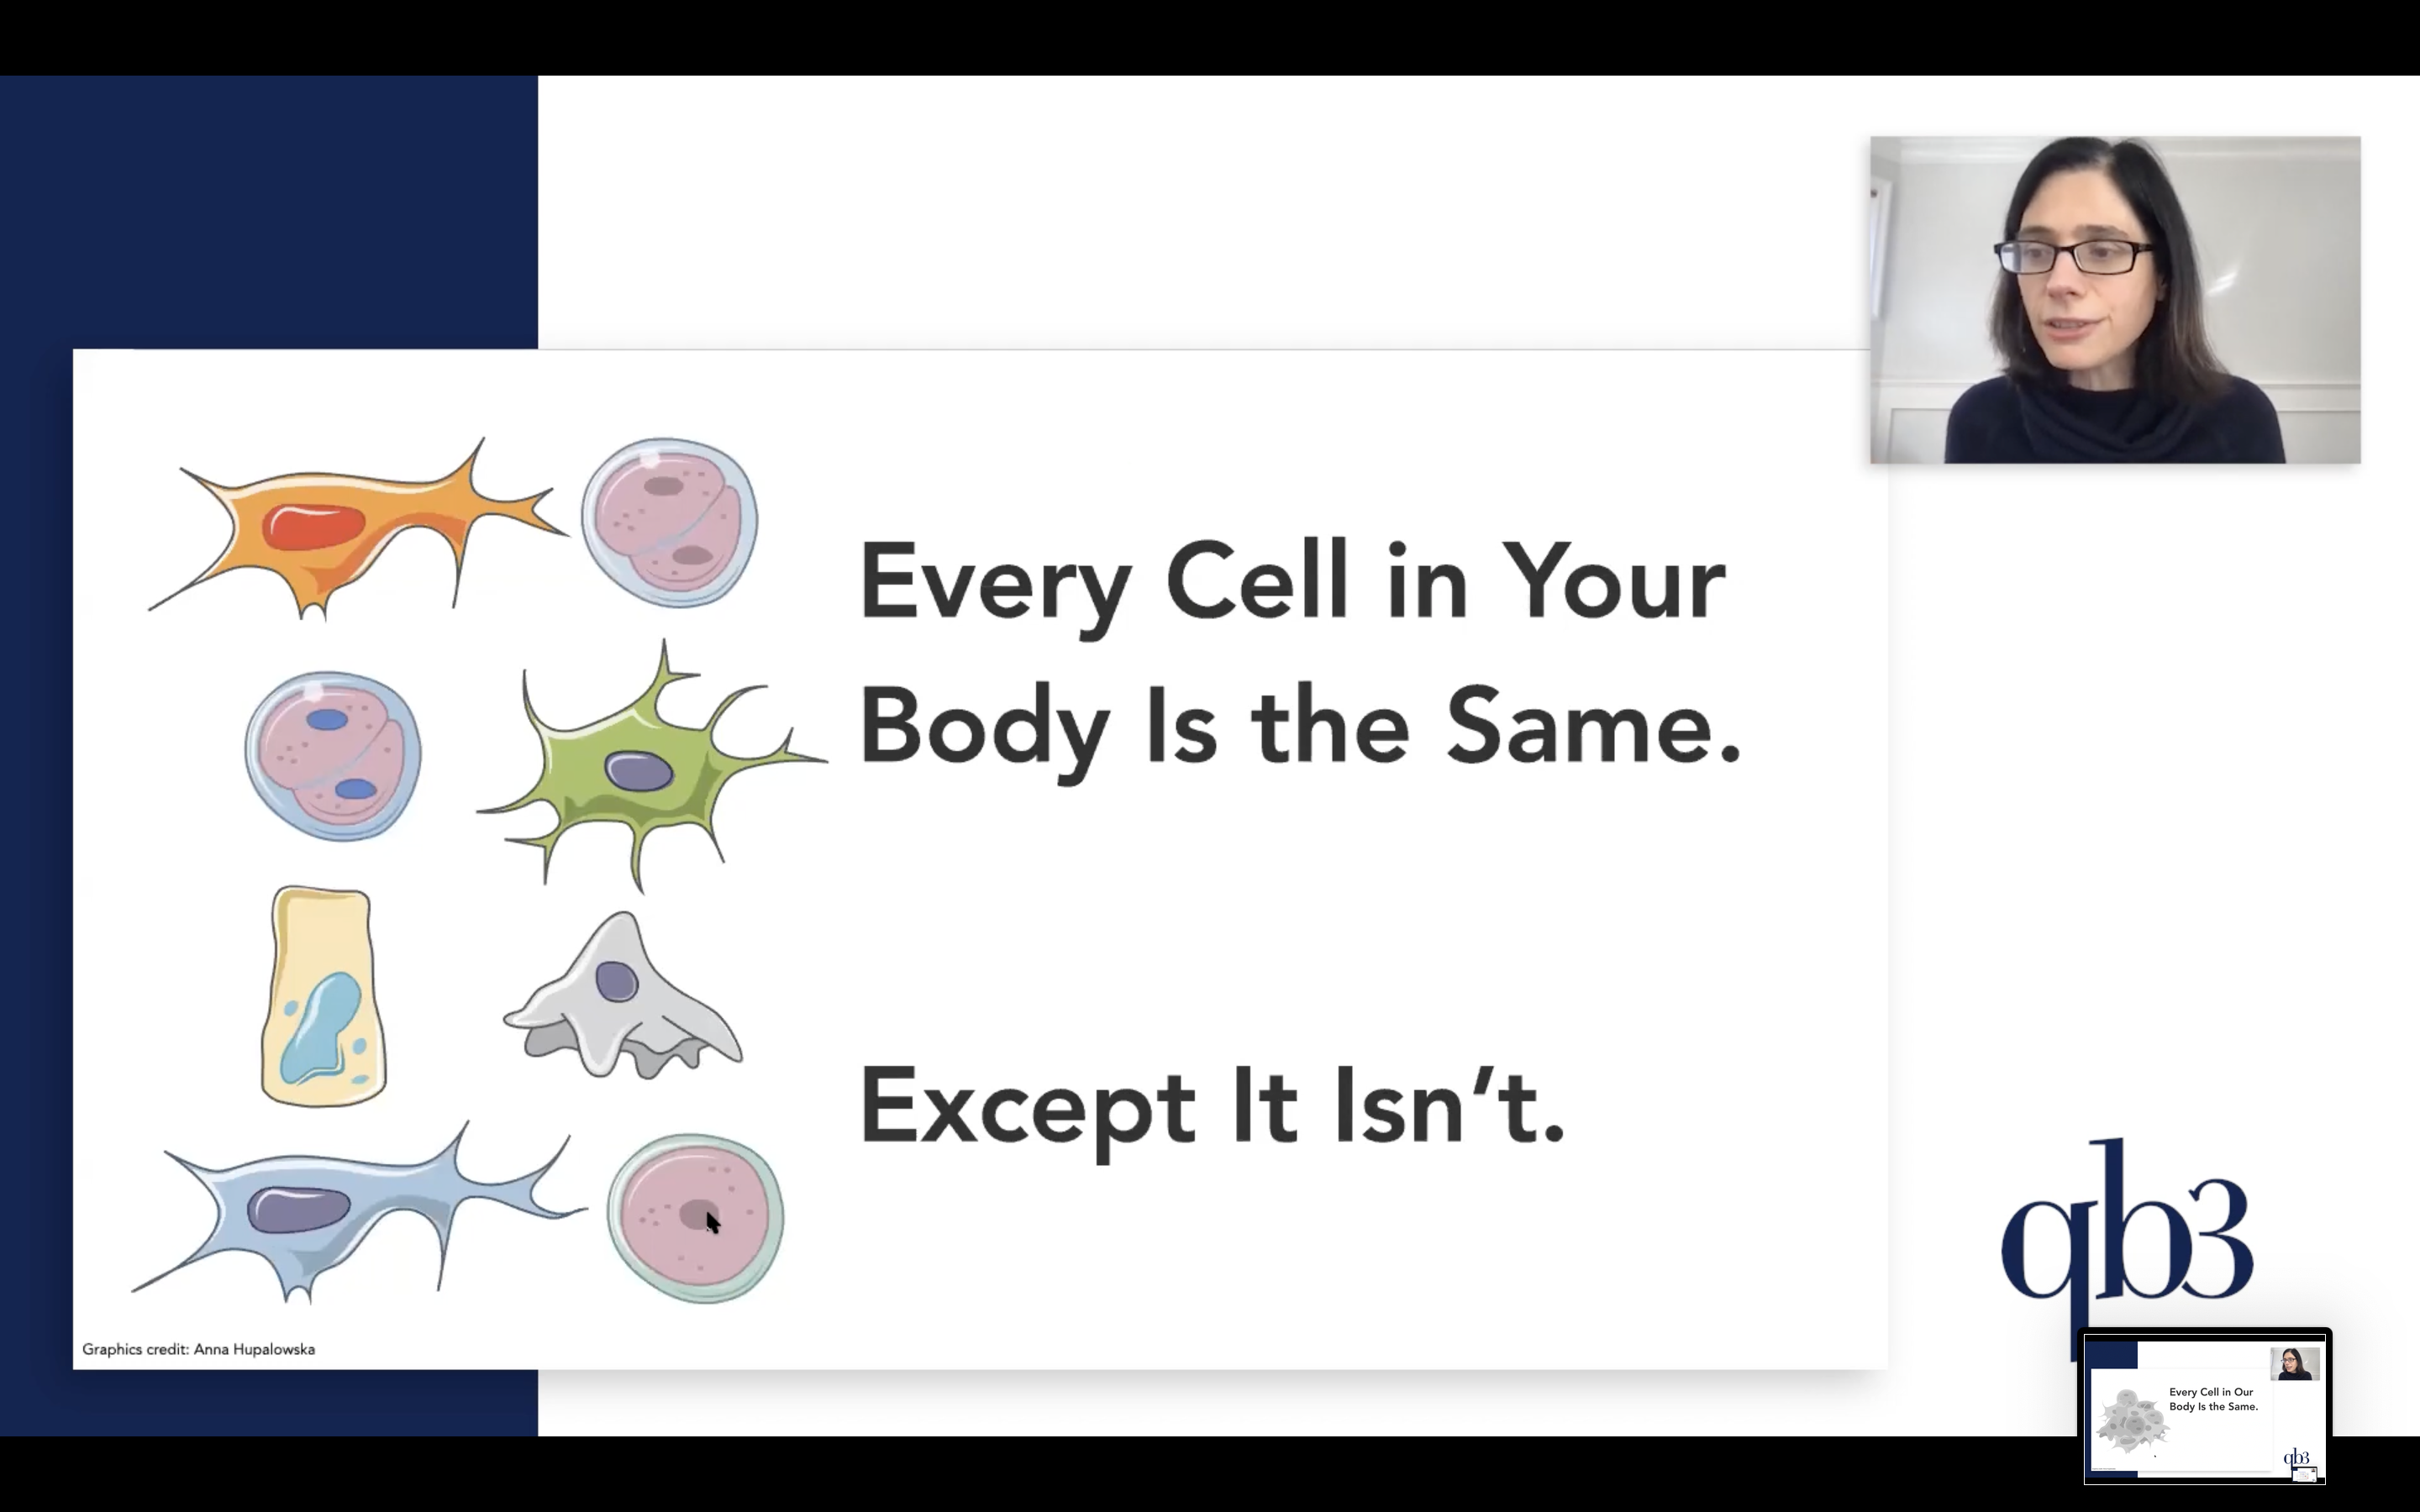 Every Cell in Your
Body Is the Same.
Except It Isn’t.
Graphics credit: Anna Hupalowska
qb3
Every Cell in Our
Body Is the Same.
qb3